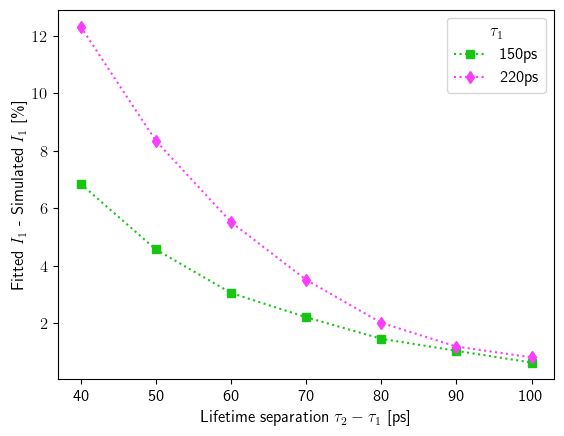 τ₁
150ps
220ps
Fitted I₁ - Simulated I₁ [%]
12
10
8
6
4
2
40 50 60 70 80 90 100
Lifetime separation τ₂ − τ₁ [ps]